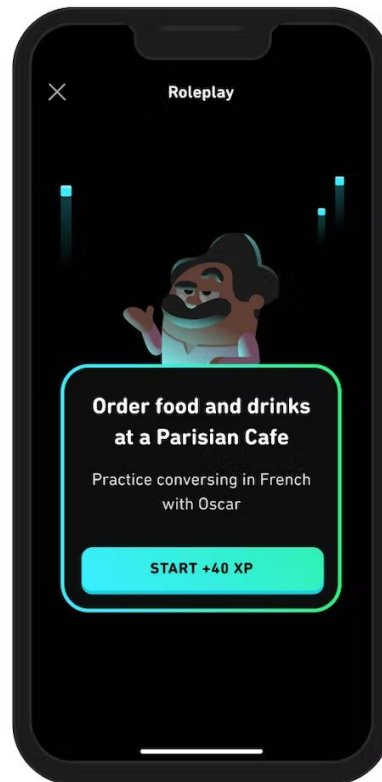 Roleplay
Order food and drinks
at a Parisian Cafe
Practice conversing in French
with Oscar
START +40 XP